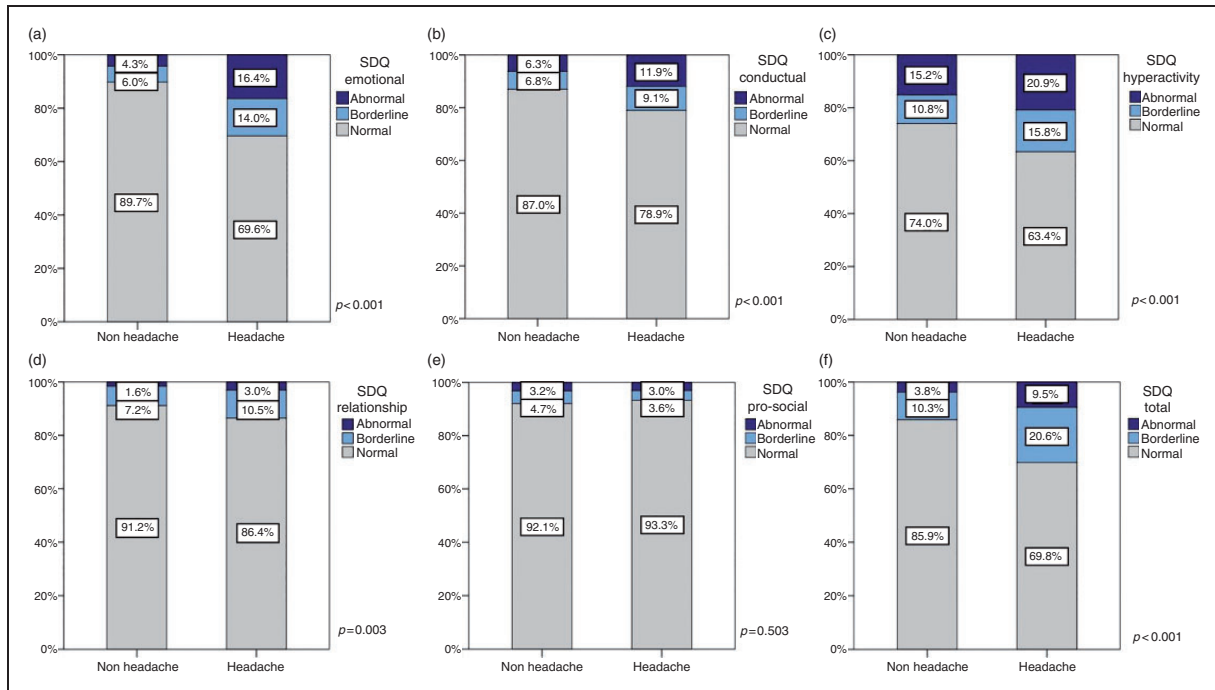 (a)
100%
80%
60%
40%
20%
0%
4.3%
6.0%
89.7%
16.4%
14.0%
69.6%
Non headache
Headache
SDQ
emotional
Abnormal
Borderline
Normal
p<0.001
(b)
100%
80%
60%
40%
20%
0%
6.3%
6.8%
87.0%
11.9%
9.1%
78.9%
Non headache
Headache
SDQ
conductual
Abnormal
Borderline
Normal
p<0.001
(c)
100%
80%
60%
40%
20%
0%
15.2%
10.8%
74.0%
20.9%
15.8%
63.4%
Non headache
Headache
SDQ
hyperactivity
Abnormal
Borderline
Normal
p<0.001
(d)
100%
80%
60%
40%
20%
0%
1.6%
7.2%
91.2%
3.0%
10.5%
86.4%
Non headache
Headache
SDQ
relationship
Abnormal
Borderline
Normal
p=0.003
(e)
100%
80%
60%
40%
20%
0%
3.2%
4.7%
92.1%
3.0%
3.6%
93.3%
Non headache
Headache
SDQ
pro-social
Abnormal
Borderline
Normal
p=0.503
(f)
100%
80%
60%
40%
20%
0%
3.8%
10.3%
85.9%
9.5%
20.6%
69.8%
Non headache
Headache
SDQ
total
Abnormal
Borderline
Normal
p<0.001